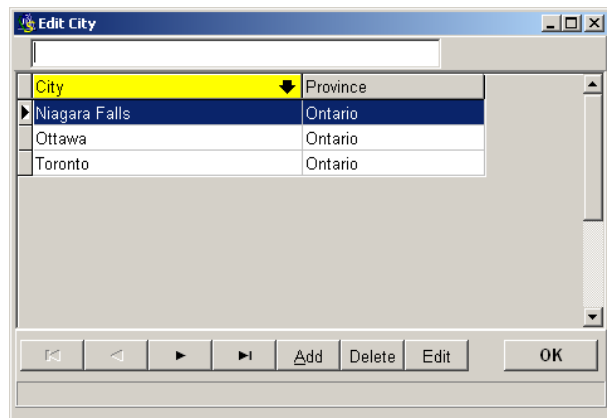 Edit City
City Province
Niagara Falls Ontario
Ottawa Ontario
Toronto Ontario
Add Delete Edit OK